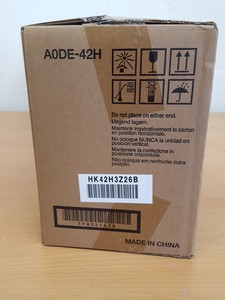 A0DE-42H
Do not place on either end.
Liegend lagern.
Maintenir impérativement le carton
en position horizontale.
No coloque NUNCA la unidad en
posición vertical.
Mantenere la confezione in
posizione orizzontale.
Não coloque em nenhuma outra
posição.
HK42H3Z26B
MADE IN CHINA